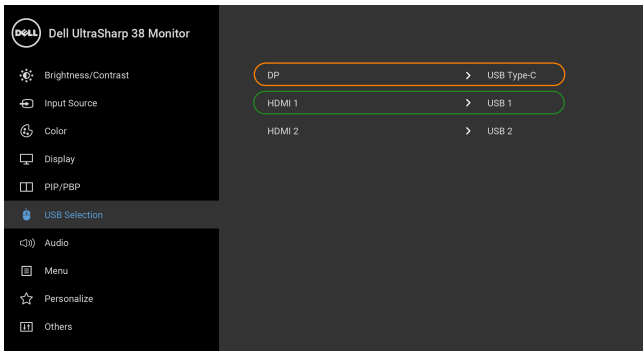 DELL Dell UltraSharp 38 Monitor
Brightness/Contrast
Input Source
Color
Display
PIP/PBP
USB Selection
Audio
Menu
Personalize
Others
DP > USB Type-C
HDMI 1 > USB 1
HDMI 2 > USB 2